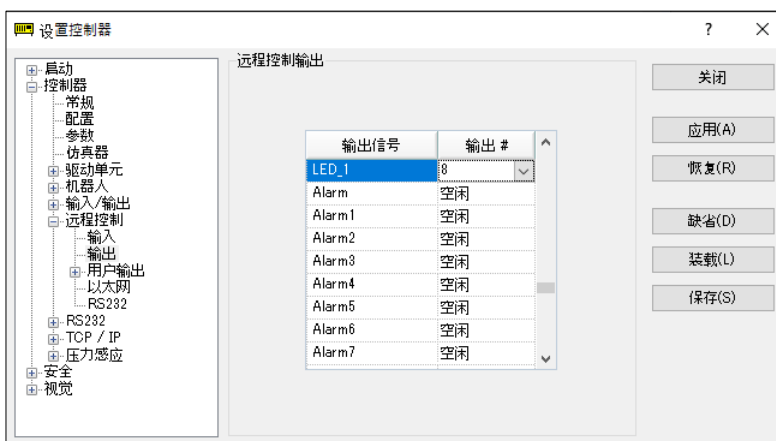 设置控制器
?
启动
控制器
常规
配置
参数
仿真器
驱动单元
机器人
输入/输出
远程控制
输入
输出
用户输出
以太网
RS232
RS232
TCP / IP
压力感应
安全
视觉
远程控制输出
输出信号 输出 #
LED_1 8
Alarm 空闲
Alarm1 空闲
Alarm2 空闲
Alarm3 空闲
Alarm4 空闲
Alarm5 空闲
Alarm6 空闲
Alarm7 空闲
关闭
应用(A)
恢复(R)
缺省(D)
装载(L)
保存(S)